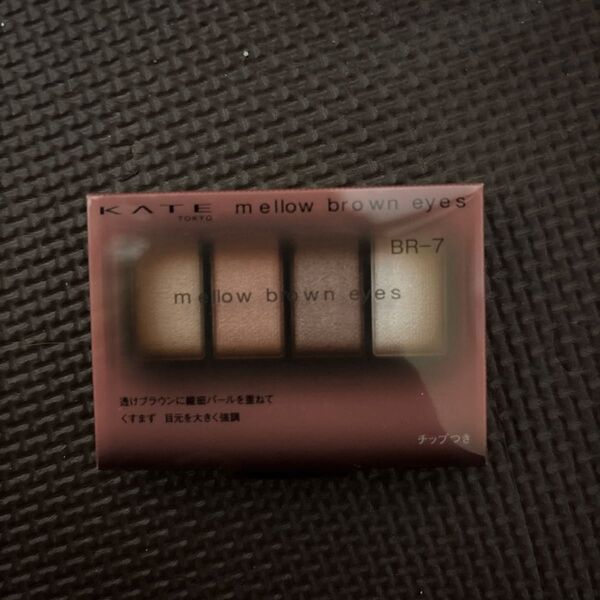 KATE mellow brown eyes
TOKYO
BR-7
mellow brown eyes
透けブラウンに繊細パールを重ねて
くすまず 目元を大きく強調
チップつき